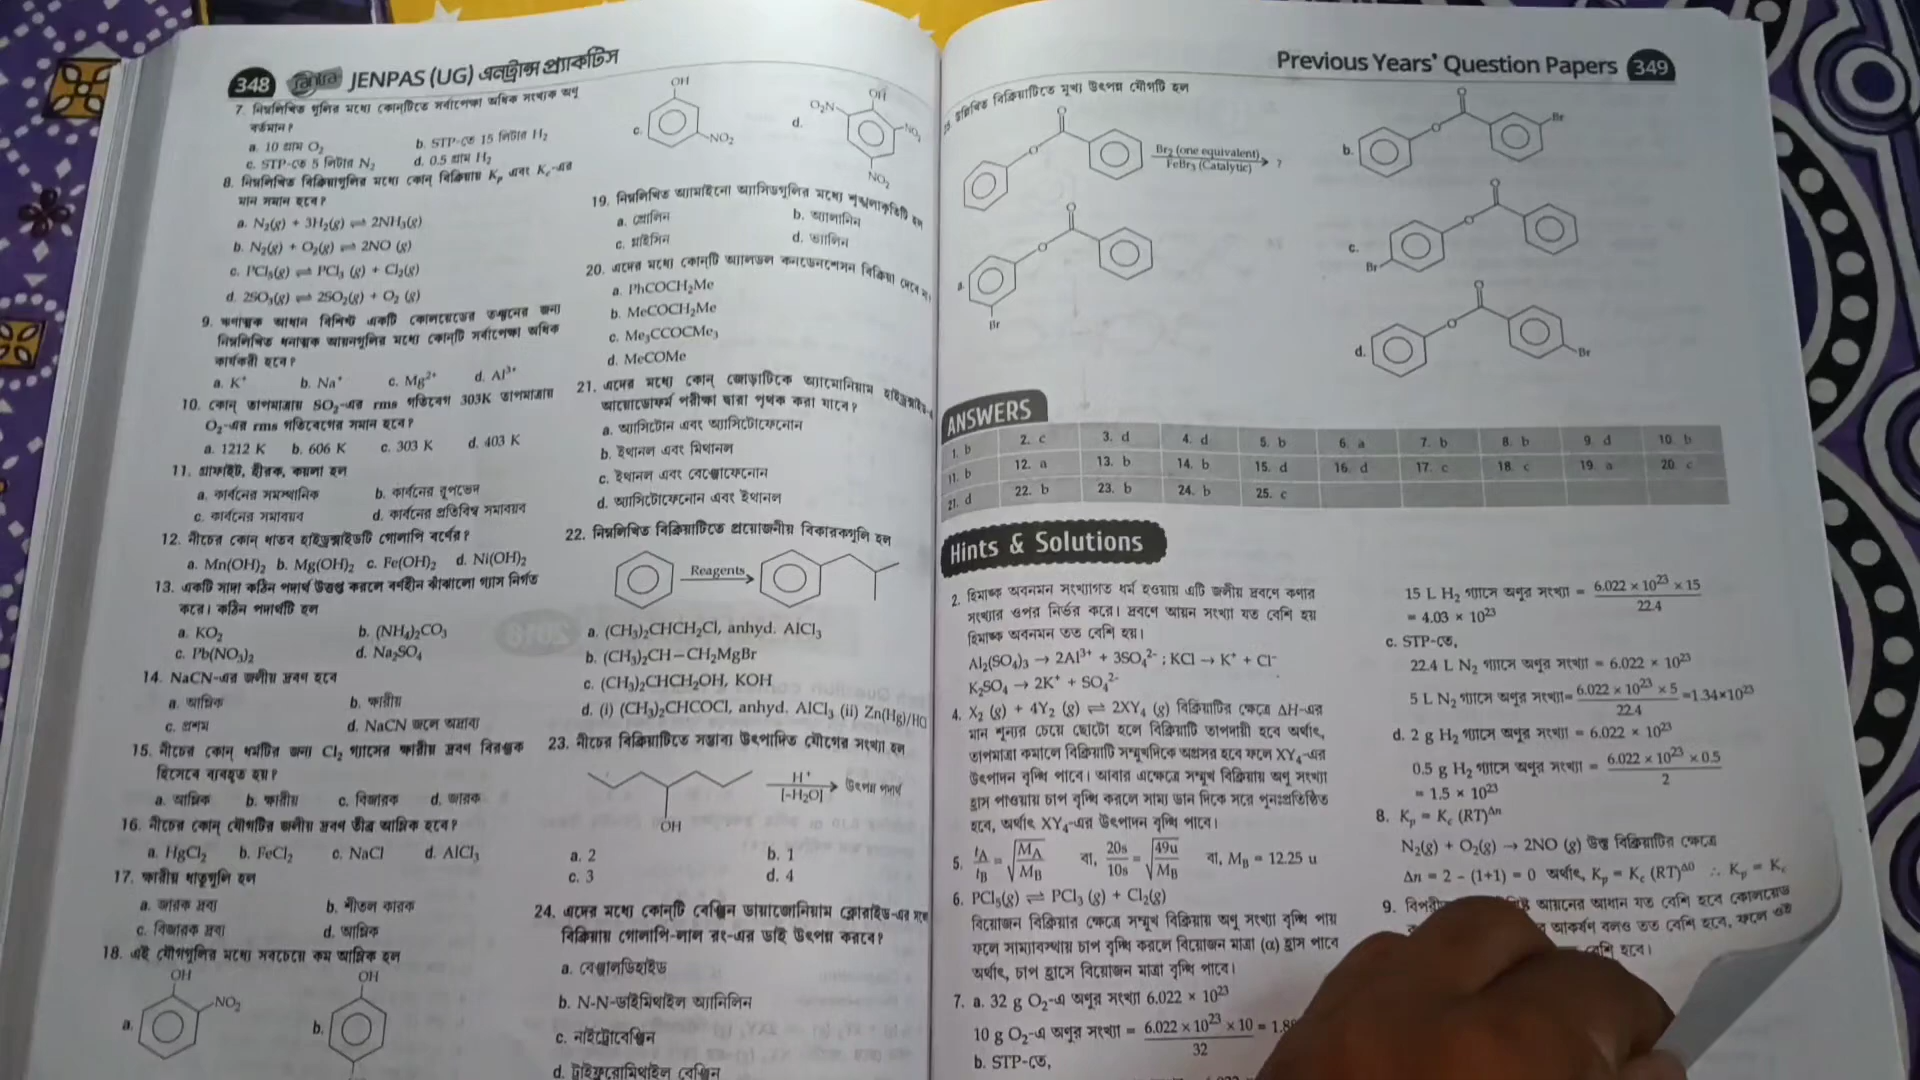 348 JENPAS (UG) এনট্রান্স প্র্যাকটিস
7. নিম্নলিখিত গুলির মধ্যে কোন্‌টিতে সর্বাপেক্ষা অধিক সংখ্যক অণু
বর্তমান?
a. 10 গ্রাম O₂ b. STP-তে 15 লিটার H₂
c. STP-তে 5 লিটার N₂ d. 0.5 গ্রাম H₂
8. নিম্নলিখিত বিক্রিয়াগুলির মধ্যে কোন্ বিক্রিয়ায় Kₚ এবং K꜀-এর
মান সমান হবে?
a. N₂(g) + 3H₂(g) ⇌ 2NH₃(g)
b. N₂(g) + O₂(g) ⇌ 2NO (g)
c. PCl₅(g) ⇌ PCl₃ (g) + Cl₂(g)
d. 2SO₃(g) ⇌ 2SO₂(g) + O₂ (g)
9. ঋণাত্মক আধান বিশিষ্ট একটি কোলয়েডের তঞ্চনের জন্য
নিম্নলিখিত ধনাত্মক আয়নগুলির মধ্যে কোন্‌টি সর্বাপেক্ষা অধিক
কার্যকরী হবে?
a. K⁺ b. Na⁺ c. Mg²⁺ d. Al³⁺
10. কোন্ তাপমাত্রায় SO₂-এর rms গতিবেগ 303K তাপমাত্রায়
O₂-এর rms গতিবেগের সমান হবে?
a. 1212 K b. 606 K c. 303 K d. 403 K
11. গ্রাফাইট, হীরক, কয়লা হল
a. কার্বনের সমস্থানিক b. কার্বনের রূপভেদ
c. কার্বনের সমাবয়ব d. কার্বনের প্রতিবিম্ব সমাবয়ব
12. নীচের কোন্ ধাতব হাইড্রক্সাইডটি গোলাপি বর্ণের?
a. Mn(OH)₂ b. Mg(OH)₂ c. Fe(OH)₂ d. Ni(OH)₂
13. একটি সাদা কঠিন পদার্থ উত্তপ্ত করলে বর্ণহীন ঝাঁঝালো গ্যাস নির্গত
করে। কঠিন পদার্থটি হল
a. KO₂ b. (NH₄)₂CO₃
c. Pb(NO₃)₂ d. Na₂SO₄
14. NaCN-এর জলীয় দ্রবণ হবে
a. আম্লিক b. ক্ষারীয়
c. প্রশম d. NaCN জলে অদ্রাব্য
15. নীচের কোন্ ধর্মটির জন্য Cl₂ গ্যাসের ক্ষারীয় দ্রবণ বিরঞ্জক
হিসেবে ব্যবহৃত হয়?
a. আম্লিক b. ক্ষারীয় c. বিজারক d. জারক
16. নীচের কোন্ যৌগটির জলীয় দ্রবণ তীব্র আম্লিক হবে?
a. HgCl₂ b. FeCl₂ c. NaCl d. AlCl₃
17. ক্ষারীয় ধাতুগুলি হল
a. জারক দ্রব্য b. শীতল কারক
c. বিজারক দ্রব্য d. আম্লিক
18. এই যৌগগুলির মধ্যে সবচেয়ে কম আম্লিক হল
OH OH
NO₂
a. b.
OH OH
O₂N NO₂
c. NO₂ d.
NO₂
19. নিম্নলিখিত অ্যামাইনো অ্যাসিডগুলির মধ্যে
a. প্রোলিন b. অ্যালানিন
c. গ্লাইসিন d. ভ্যালিন
20. এদের মধ্যে কোন্‌টি অ্যালডল কনডেনসেশন বিক্রিয়া দেবে না।
a. PhCOCH₂Me
b. MeCOCH₂Me
c. Me₃CCOCMe₃
d. MeCOMe
21. এদের মধ্যে কোন্ জোড়াটিকে অ্যামোনিয়াম হাইড্রক্সাইড-
আয়োডোফর্ম পরীক্ষা দ্বারা পৃথক করা যাবে?
a. অ্যাসিটোন এবং অ্যাসিটোফেনোন
b. ইথানল এবং মিথানল
c. ইথানল এবং বেঞ্জোফেনোন
d. অ্যাসিটোফেনোন এবং ইথানল
22. নিম্নলিখিত বিক্রিয়াটিতে প্রয়োজনীয় বিকারকগুলি হল
Reagents
a. (CH₃)₂CHCH₂Cl, anhyd. AlCl₃
b. (CH₃)₂CH−CH₂MgBr
c. (CH₃)₂CHCH₂OH, KOH
d. (i) (CH₃)₂CHCOCl, anhyd. AlCl₃ (ii) Zn(Hg)/HCl
23. নীচের বিক্রিয়াটিতে সম্ভাব্য উৎপাদিত যৌগের সংখ্যা হল
H⁺
[−H₂O] উৎপন্ন পদার্থ
OH
a. 2 b. 1
c. 3 d. 4
24. এদের মধ্যে কোন্‌টি বেঞ্জিন ডায়াজোনিয়াম ক্লোরাইড-এর সঙ্গে
বিক্রিয়ায় গোলাপি-লাল রং-এর ডাই উৎপন্ন করবে?
a. বেঞ্জালডিহাইড
b. N-N-ডাইমিথাইল অ্যানিলিন
c. নাইট্রোবেঞ্জিন
d. ট্রাইফ্লুরোমিথাইল বেঞ্জিন
Previous Years' Question Papers 349
বিক্রিয়াটিতে মুখ্য উৎপন্ন যৌগটি হল
O
O
Br₂ (one equivalent)
FeBr₃ (Catalytic) ?
a. O O Br
b. O O Br
c. O O Br
d. O O Br
ANSWERS
1. b 2. c 3. d 4. d 5. b 6. a 7. b 8. b 9. d 10. b
11. b 12. a 13. b 14. b 15. d 16. d 17. c 18. c 19. a 20. c
21. d 22. b 23. b 24. b 25. c
Hints & Solutions
2. হিমাঙ্ক অবনমন সংখ্যাগত ধর্ম হওয়ায় এটি জলীয় দ্রবণে কণার
সংখ্যার ওপর নির্ভর করে। দ্রবণে আয়ন সংখ্যা যত বেশি হয়
হিমাঙ্ক অবনমন তত বেশি হয়।
Al₂(SO₄)₃ → 2Al³⁺ + 3SO₄²⁻ ; KCl → K⁺ + Cl⁻
K₂SO₄ → 2K⁺ + SO₄²⁻
4. X₂ (g) + 4Y₂ (g) ⇌ 2XY₄ (g) বিক্রিয়াটির ক্ষেত্রে ΔH-এর
মান শূন্যর চেয়ে ছোটো হলে বিক্রিয়াটি তাপদায়ী হবে অর্থাৎ,
তাপমাত্রা কমালে বিক্রিয়াটি সম্মুখদিকে অগ্রসর হবে ফলে XY₄-এর
উৎপাদন বৃদ্ধি পাবে। আবার এক্ষেত্রে সম্মুখ বিক্রিয়ায় অণু সংখ্যা
হ্রাস পাওয়ায় চাপ বৃদ্ধি করলে সাম্য ডান দিকে সরে পুনঃপ্রতিষ্ঠিত
হবে, অর্থাৎ XY₄-এর উৎপাদন বৃদ্ধি পাবে।
5. t_A/t_B = √(M_A/M_B) বা, 20s/10s = √(49u/M_B) বা, M_B = 12.25 u
6. PCl₅(g) ⇌ PCl₃ (g) + Cl₂(g)
বিয়োজন বিক্রিয়ার ক্ষেত্রে সম্মুখ বিক্রিয়ায় অণু সংখ্যা বৃদ্ধি পায়
ফলে সাম্যাবস্থায় চাপ বৃদ্ধি করলে বিয়োজন মাত্রা (α) হ্রাস পাবে
অর্থাৎ, চাপ হ্রাসে বিয়োজন মাত্রা বৃদ্ধি পাবে।
7. a. 32 g O₂-এ অণুর সংখ্যা 6.022 × 10²³
10 g O₂-এ অণুর সংখ্যা = 6.022 × 10²³ × 10 / 32 = 1.8
b. STP-তে,
15 L H₂ গ্যাসে অণুর সংখ্যা = 6.022 × 10²³ × 15 / 22.4
= 4.03 × 10²³
c. STP-তে,
22.4 L N₂ গ্যাসে অণুর সংখ্যা = 6.022 × 10²³
5 L N₂ গ্যাসে অণুর সংখ্যা = 6.022 × 10²³ × 5 / 22.4 =1.34×10²³
d. 2 g H₂ গ্যাসে অণুর সংখ্যা = 6.022 × 10²³
0.5 g H₂ গ্যাসে অণুর সংখ্যা = 6.022 × 10²³ × 0.5 / 2
= 1.5 × 10²³
8. Kₚ = K꜀ (RT)^Δn
N₂(g) + O₂(g) → 2NO (g) উক্ত বিক্রিয়াটির ক্ষেত্রে
Δn = 2 − (1+1) = 0 অর্থাৎ, Kₚ = K꜀ (RT)^Δ0 ∴ Kₚ = K꜀
9. আয়নের আধান যত বেশি হবে কোলয়েড
আকর্ষণ বলও তত বেশি হবে, ফলে ওই
বেশি হবে।